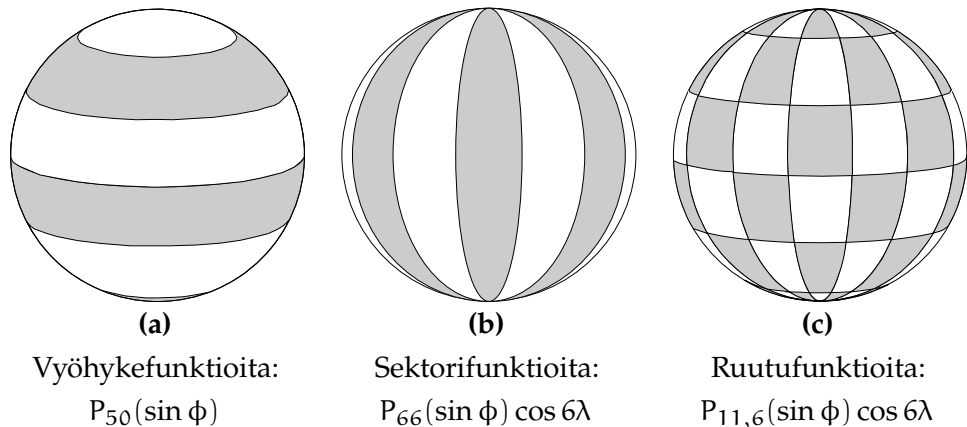 (a)
Vyöhykefunktioita:
P₅₀(sin ϕ)
(b)
Sektorifunktioita:
P₆₆(sin ϕ) cos 6λ
(c)
Ruutufunktioita:
P₁₁,₆(sin ϕ) cos 6λ